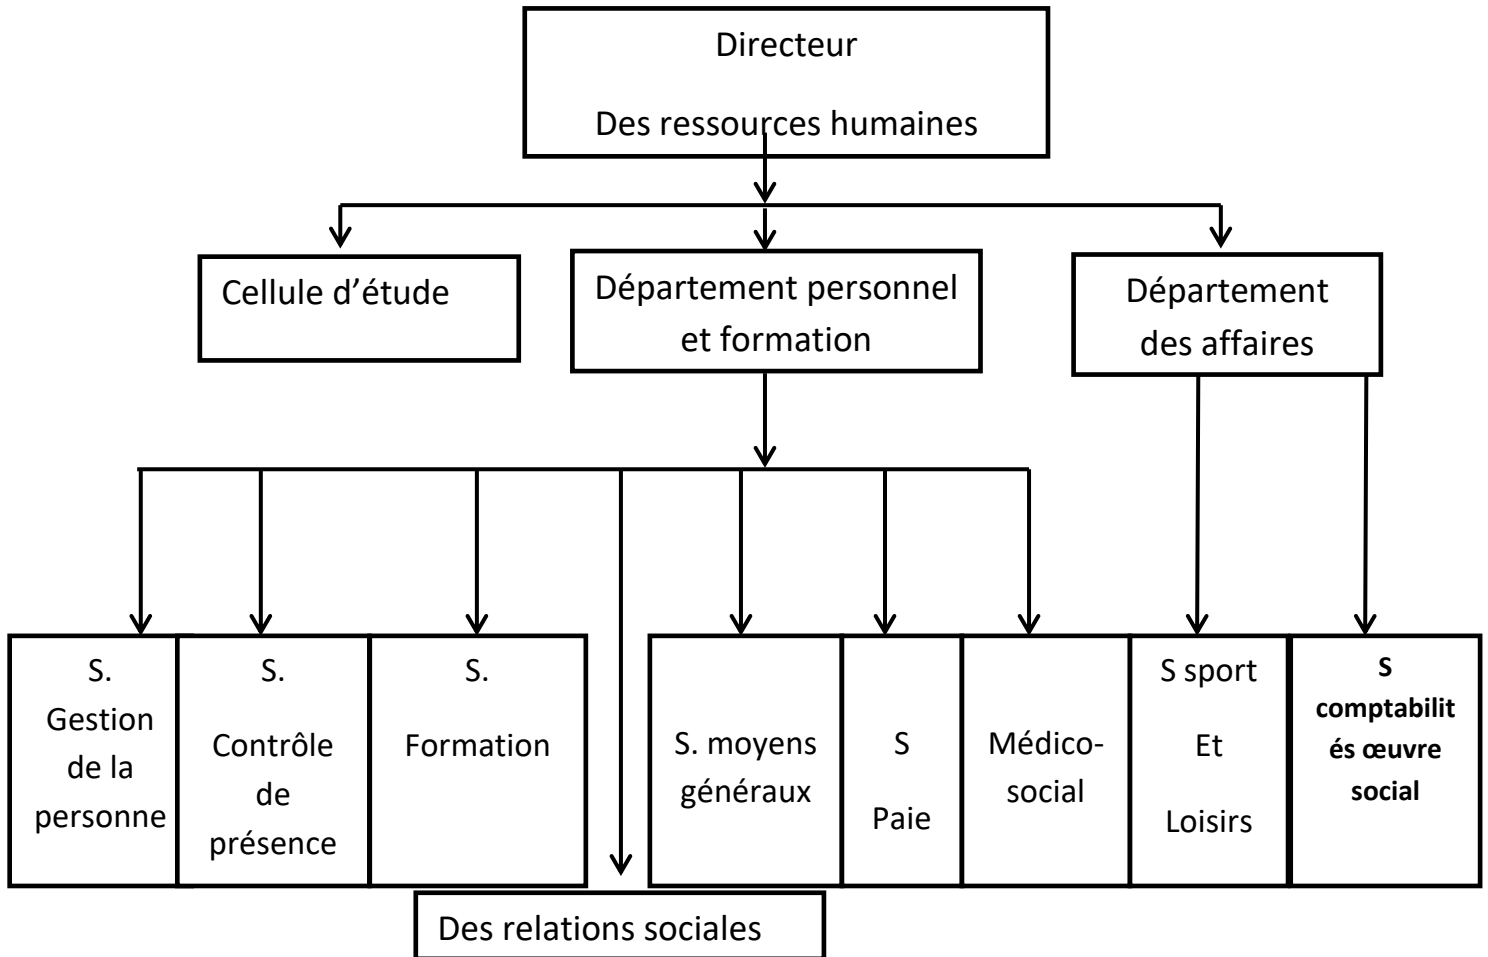 Directeur
Des ressources humaines
Cellule d’étude
Département personnel
et formation
Département
des affaires
S.
Gestion
de la
personne
S.
Contrôle
de
présence
S.
Formation
S. moyens
généraux
S
Paie
Médico-
social
S sport
Et
Loisirs
S
comptabilit
és œuvre
social
Des relations sociales